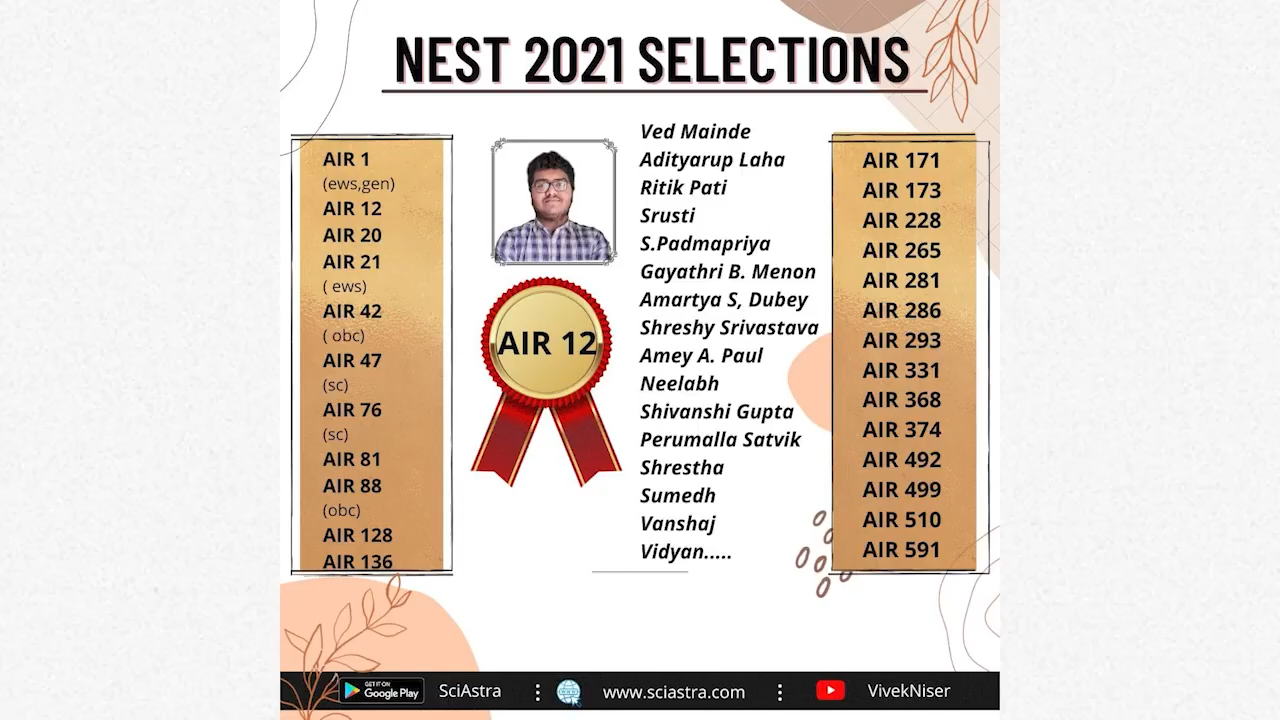 NEST 2021 SELECTIONS
AIR 1
(ews,gen)
AIR 12
AIR 20
AIR 21
( ews)
AIR 42
( obc)
AIR 47
(sc)
AIR 76
(sc)
AIR 81
AIR 88
(obc)
AIR 128
AIR 136
AIR 12
Ved Mainde
Adityarup Laha
Ritik Pati
Srusti
S.Padmapriya
Gayathri B. Menon
Amartya S, Dubey
Shreshy Srivastava
Amey A. Paul
Neelabh
Shivanshi Gupta
Perumalla Satvik
Shrestha
Sumedh
Vanshaj
Vidyan.....
AIR 171
AIR 173
AIR 228
AIR 265
AIR 281
AIR 286
AIR 293
AIR 331
AIR 368
AIR 374
AIR 492
AIR 499
AIR 510
AIR 591
GET IT ON
Google Play
SciAstra
www.sciastra.com
VivekNiser